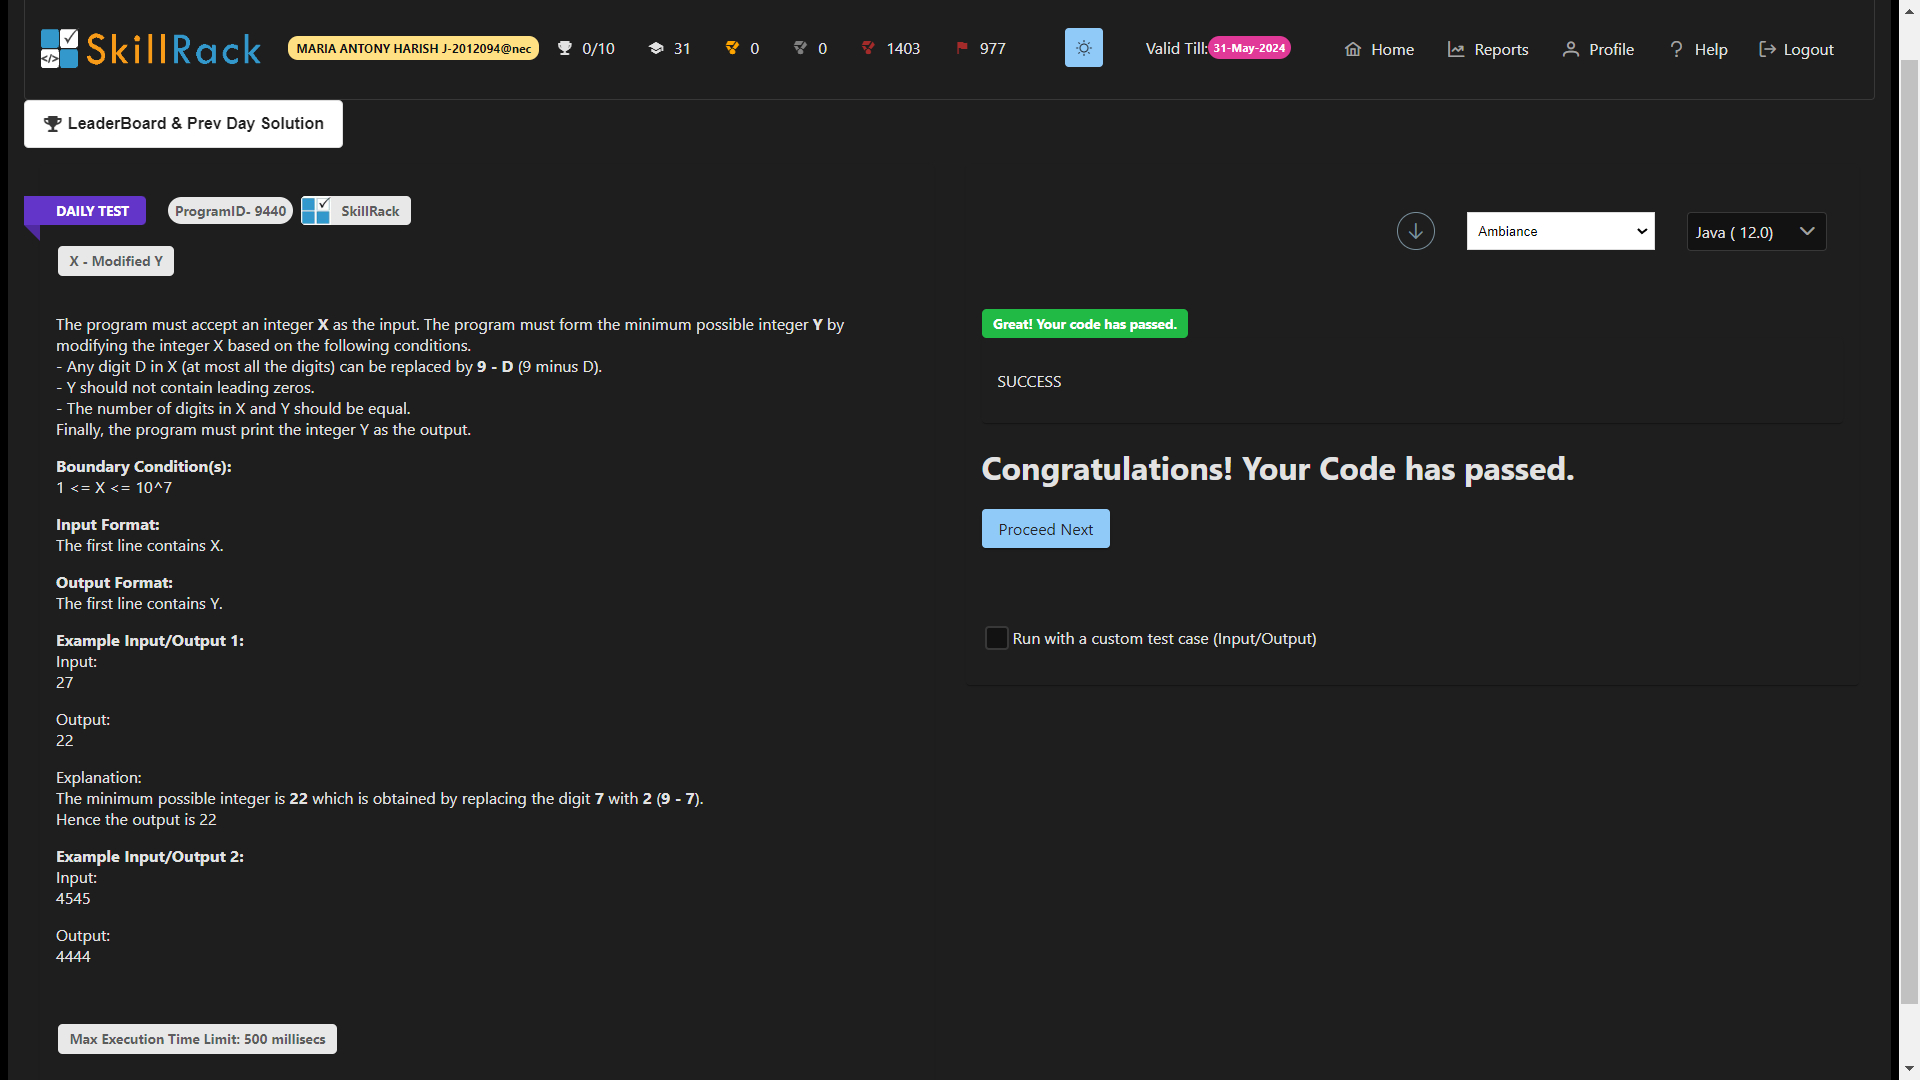 SkillRack
MARIA ANTONY HARISH J-2012094@nec
0/10
31
0
0
1403
977
Valid Till: 31-May-2024
Home
Reports
Profile
Help
Logout
LeaderBoard & Prev Day Solution
DAILY TEST
ProgramID- 9440
SkillRack
Ambiance
Java ( 12.0)
X - Modified Y
The program must accept an integer X as the input. The program must form the minimum possible integer Y by
modifying the integer X based on the following conditions.
- Any digit D in X (at most all the digits) can be replaced by 9 - D (9 minus D).
- Y should not contain leading zeros.
- The number of digits in X and Y should be equal.
Finally, the program must print the integer Y as the output.
Boundary Condition(s):
1 <= X <= 10^7
Input Format:
The first line contains X.
Output Format:
The first line contains Y.
Example Input/Output 1:
Input:
27
Output:
22
Explanation:
The minimum possible integer is 22 which is obtained by replacing the digit 7 with 2 (9 - 7).
Hence the output is 22
Example Input/Output 2:
Input:
4545
Output:
4444
Max Execution Time Limit: 500 millisecs
Great! Your code has passed.
SUCCESS
Congratulations! Your Code has passed.
Proceed Next
Run with a custom test case (Input/Output)